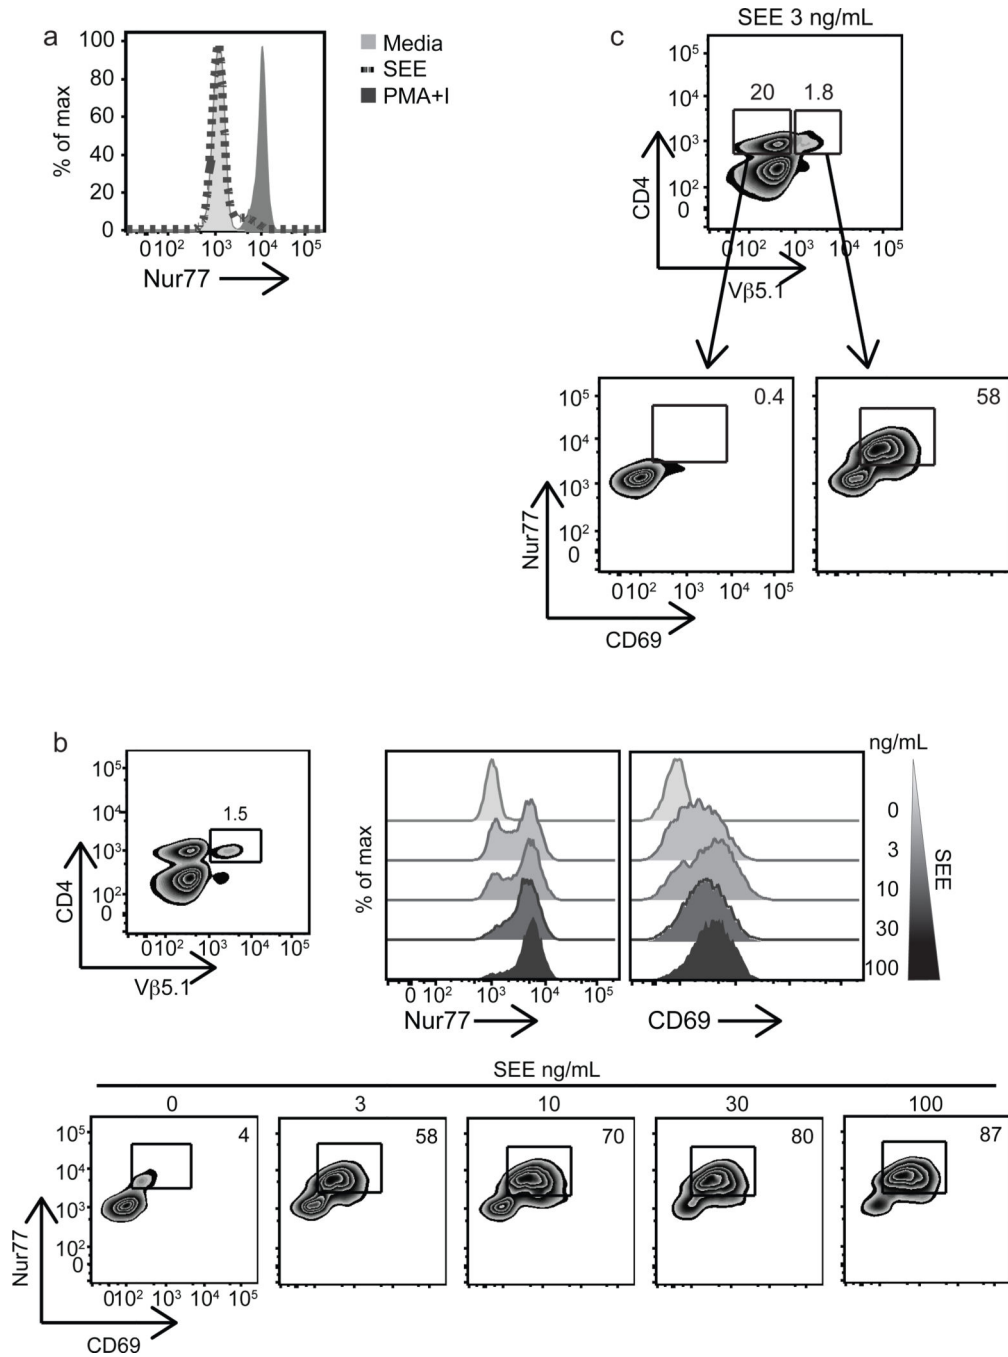 a
100
80
60
40
20
0
% of max
0 10² 10³ 10⁴ 10⁵
Nur77
Media
SEE
PMA+I
c
SEE 3 ng/mL
10⁵
10⁴
10³
10²
0
20
1.8
CD4
0 10² 10³ 10⁴ 10⁵
Vβ5.1
10⁵
10⁴
10³
10²
0
0.4
58
Nur77
0 10² 10³ 10⁴ 10⁵
CD69
b
10⁵
10⁴
10³
10²
0
1.5
CD4
0 10² 10³ 10⁴ 10⁵
Vβ5.1
% of max
0 10² 10³ 10⁴ 10⁵
Nur77
CD69
ng/mL
0
3
10
30
100
SEE
SEE ng/mL
0 3 10 30 100
10⁵
10⁴
10³
10²
0
4 58 70 80 87
Nur77
0 10² 10³ 10⁴ 10⁵
CD69